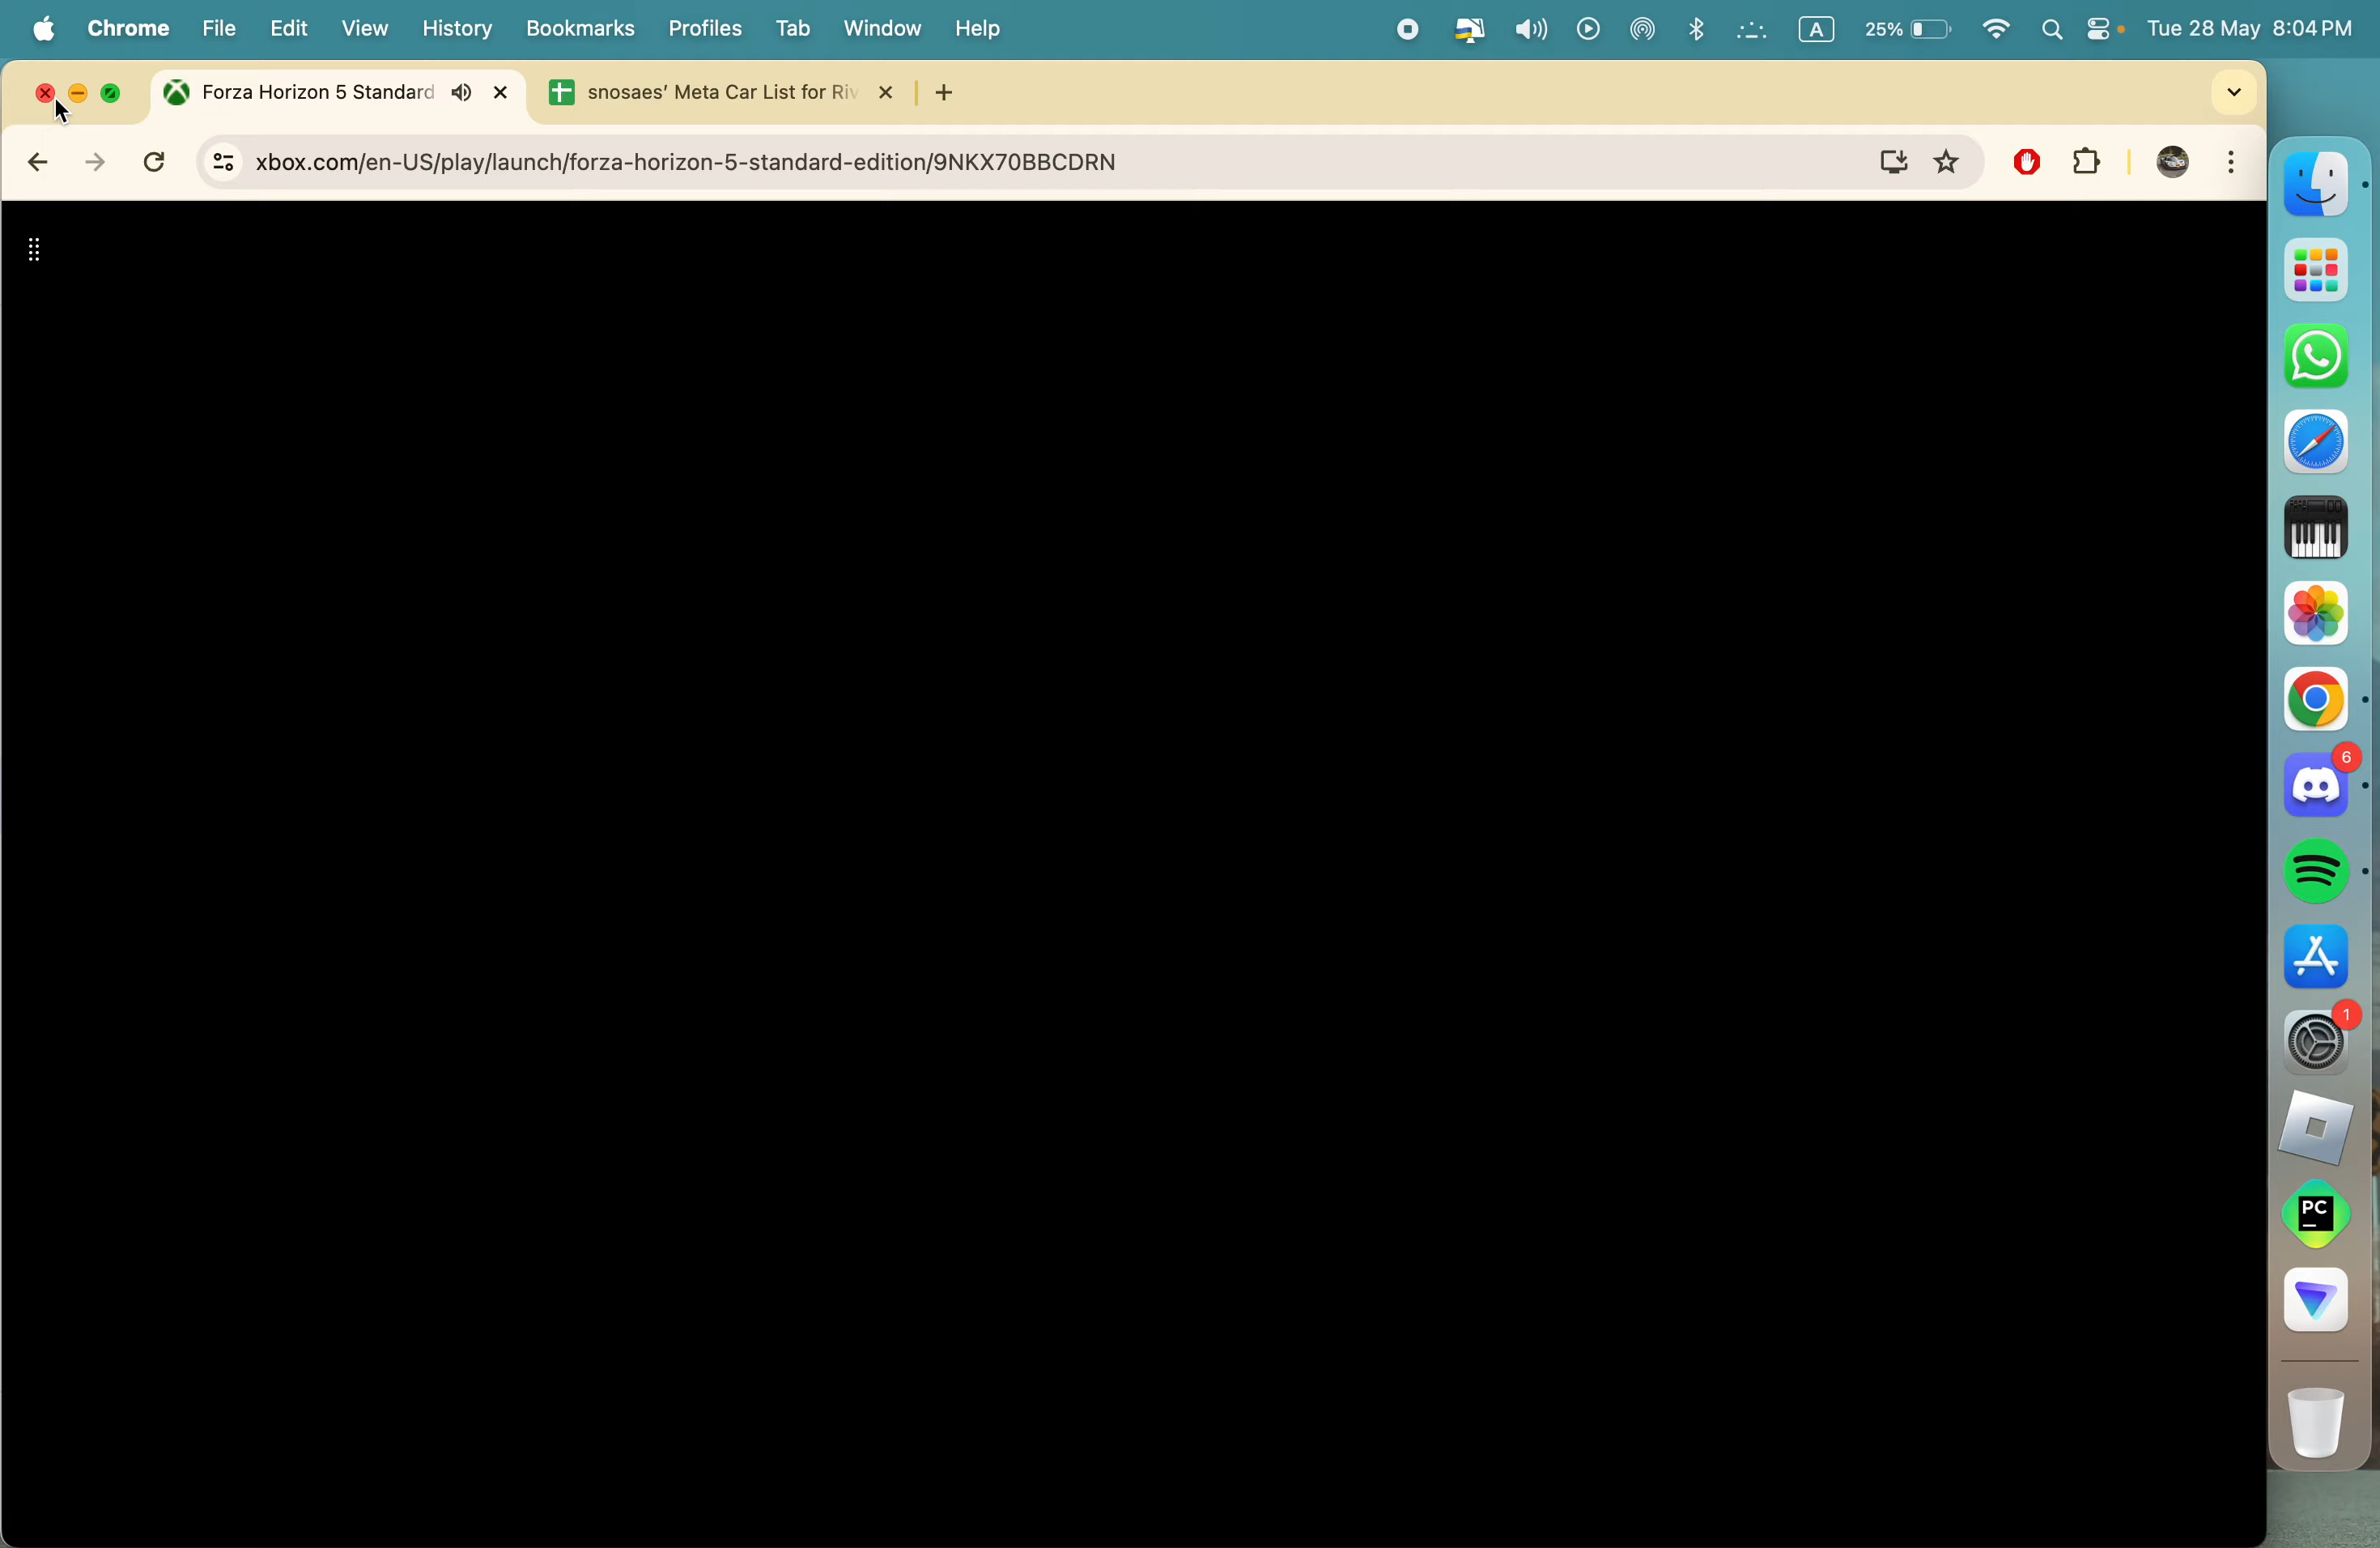 Chrome File Edit View History Bookmarks Profiles Tab Window Help A 25% Tue 28 May 8:04 PM
Forza Horizon 5 Standard snosaes' Meta Car List for Riv
xbox.com/en-US/play/launch/forza-horizon-5-standard-edition/9NKX70BBCDRN
6
1
PC